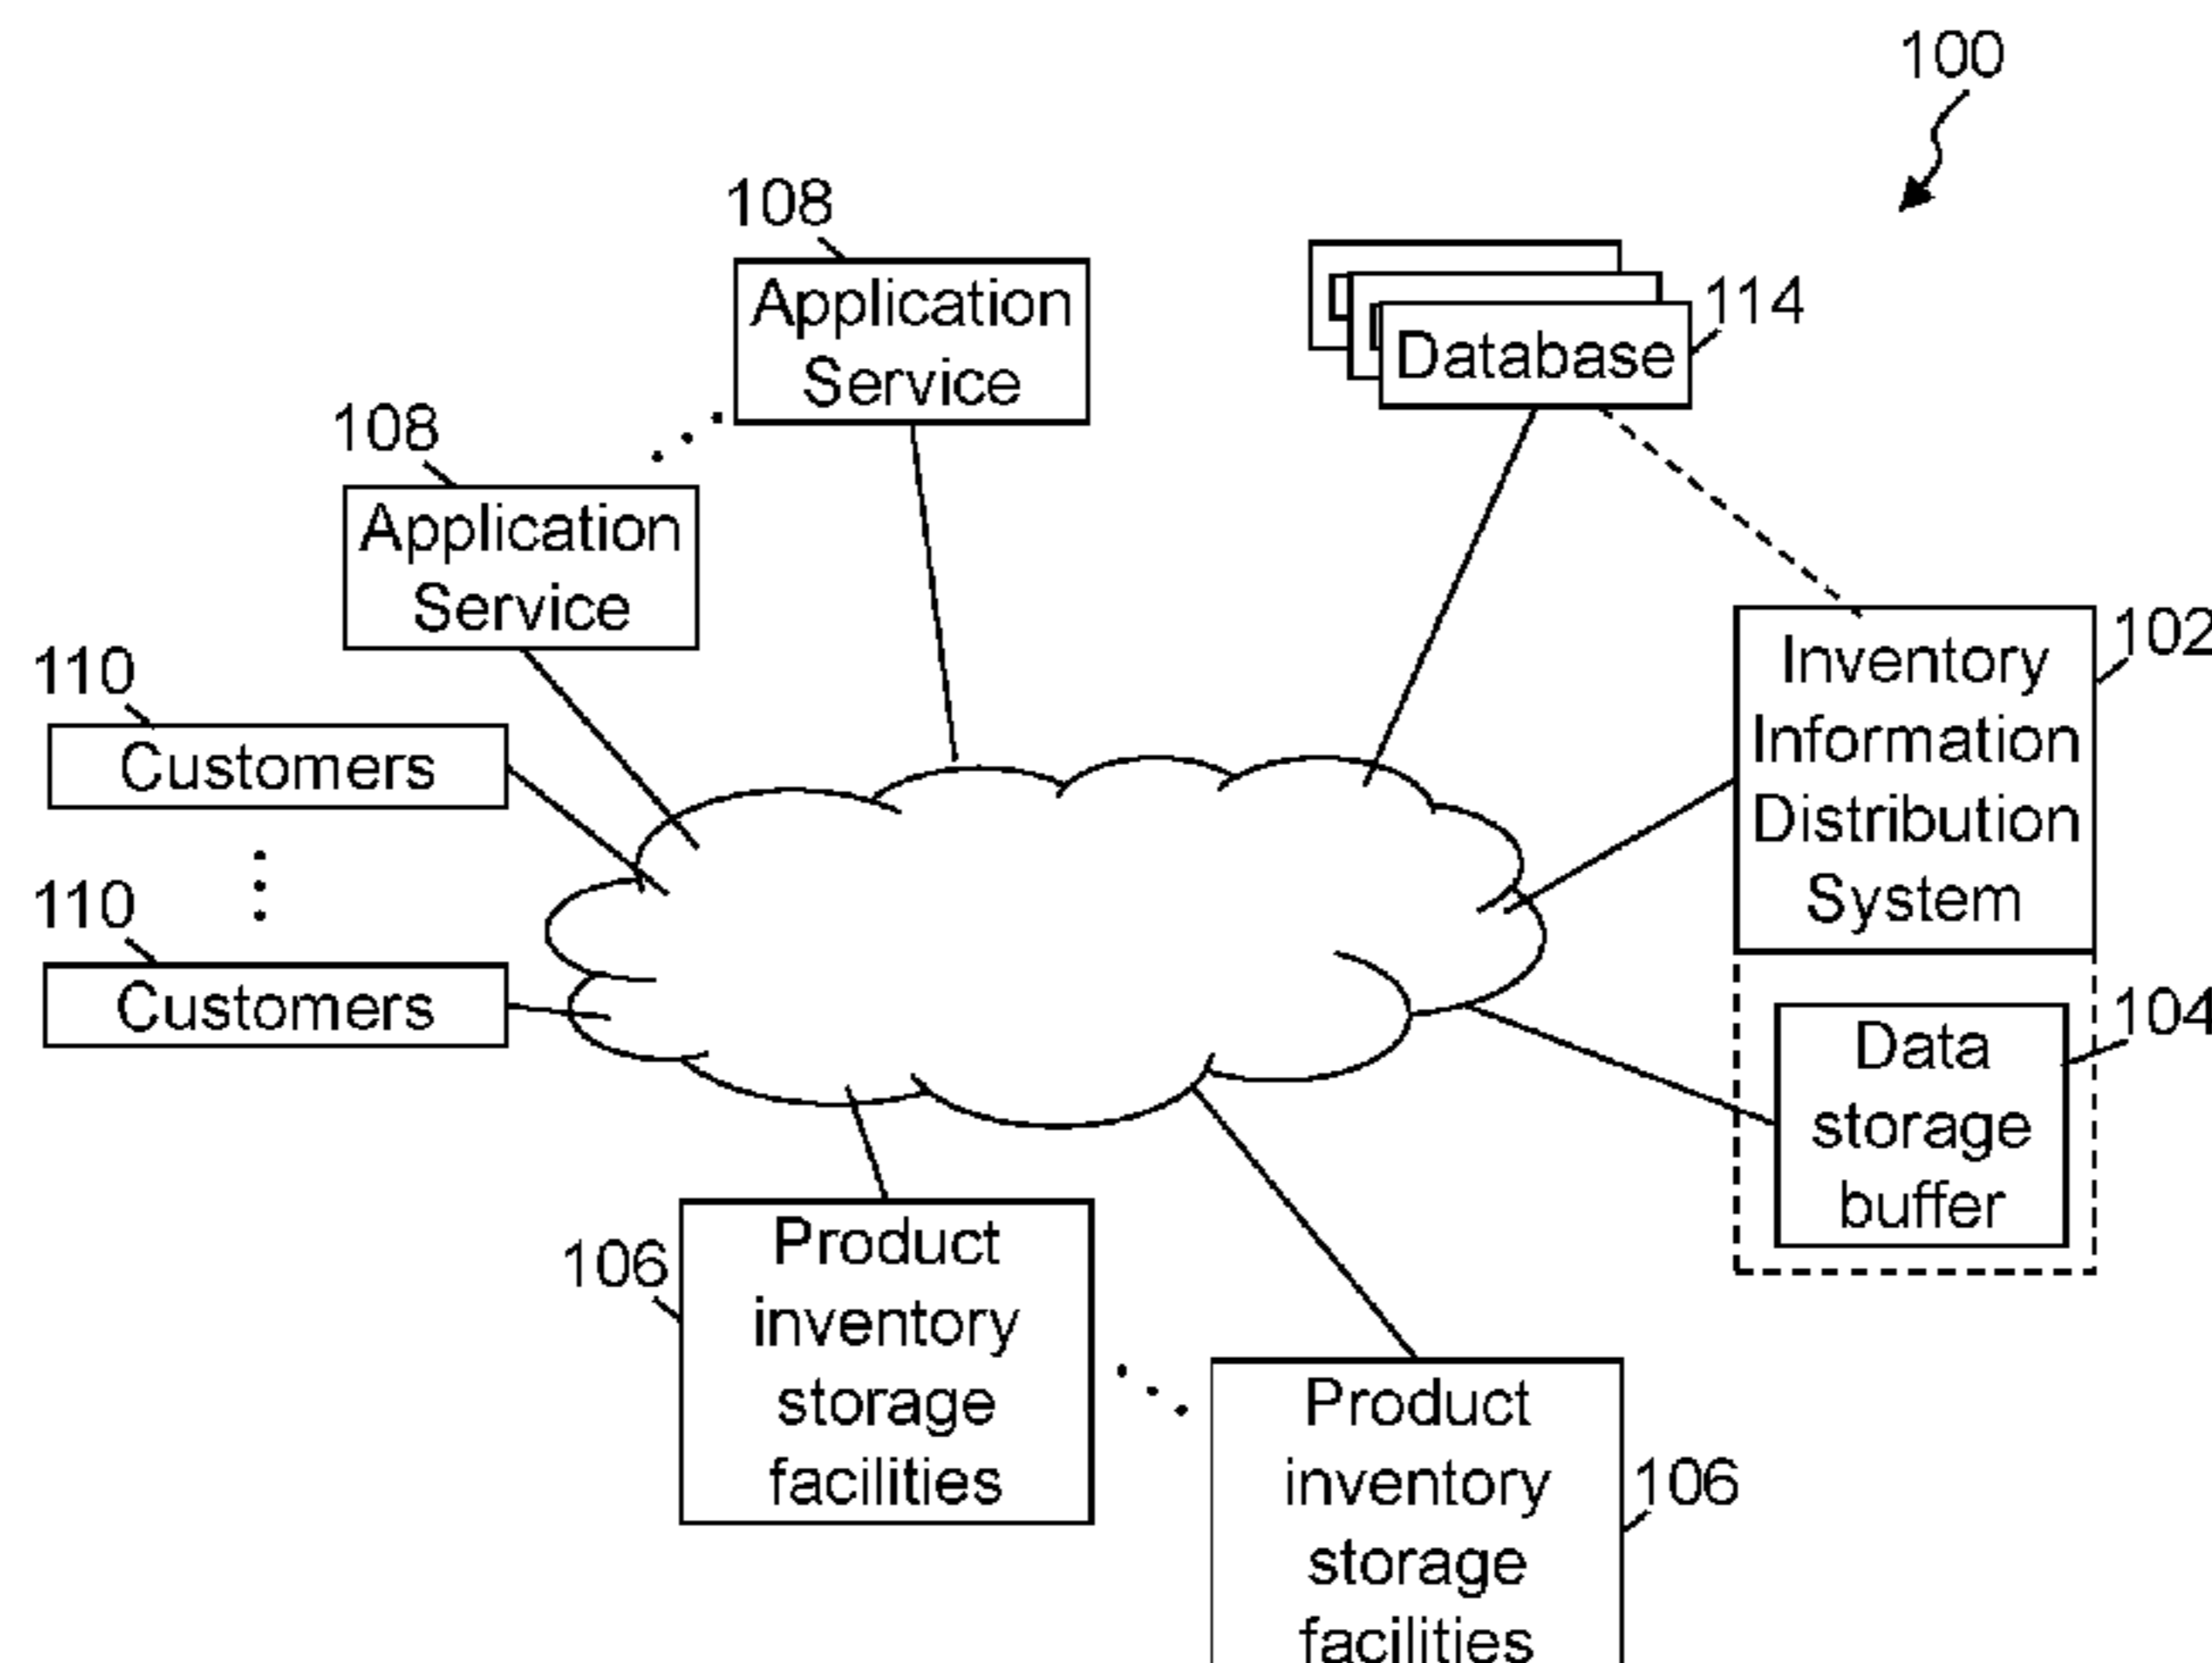 100
108
Application
Service
114
Database
108
Application
Service
102
Inventory
Information
Distribution
System
110
Customers
110
Customers
104
Data
storage
buffer
106
Product
inventory
storage
facilities
106
Product
inventory
storage
facilities